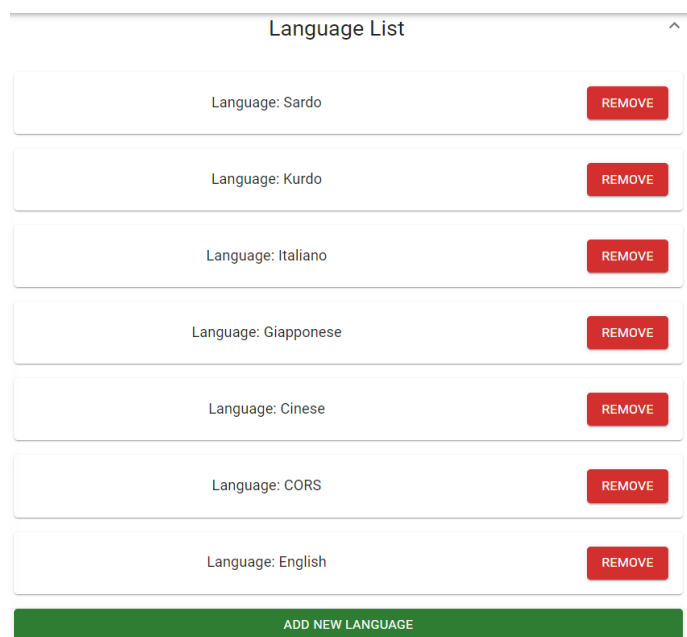 Language List
Language: Sardo REMOVE
Language: Kurdo REMOVE
Language: Italiano REMOVE
Language: Giapponese REMOVE
Language: Cinese REMOVE
Language: CORS REMOVE
Language: English REMOVE
ADD NEW LANGUAGE